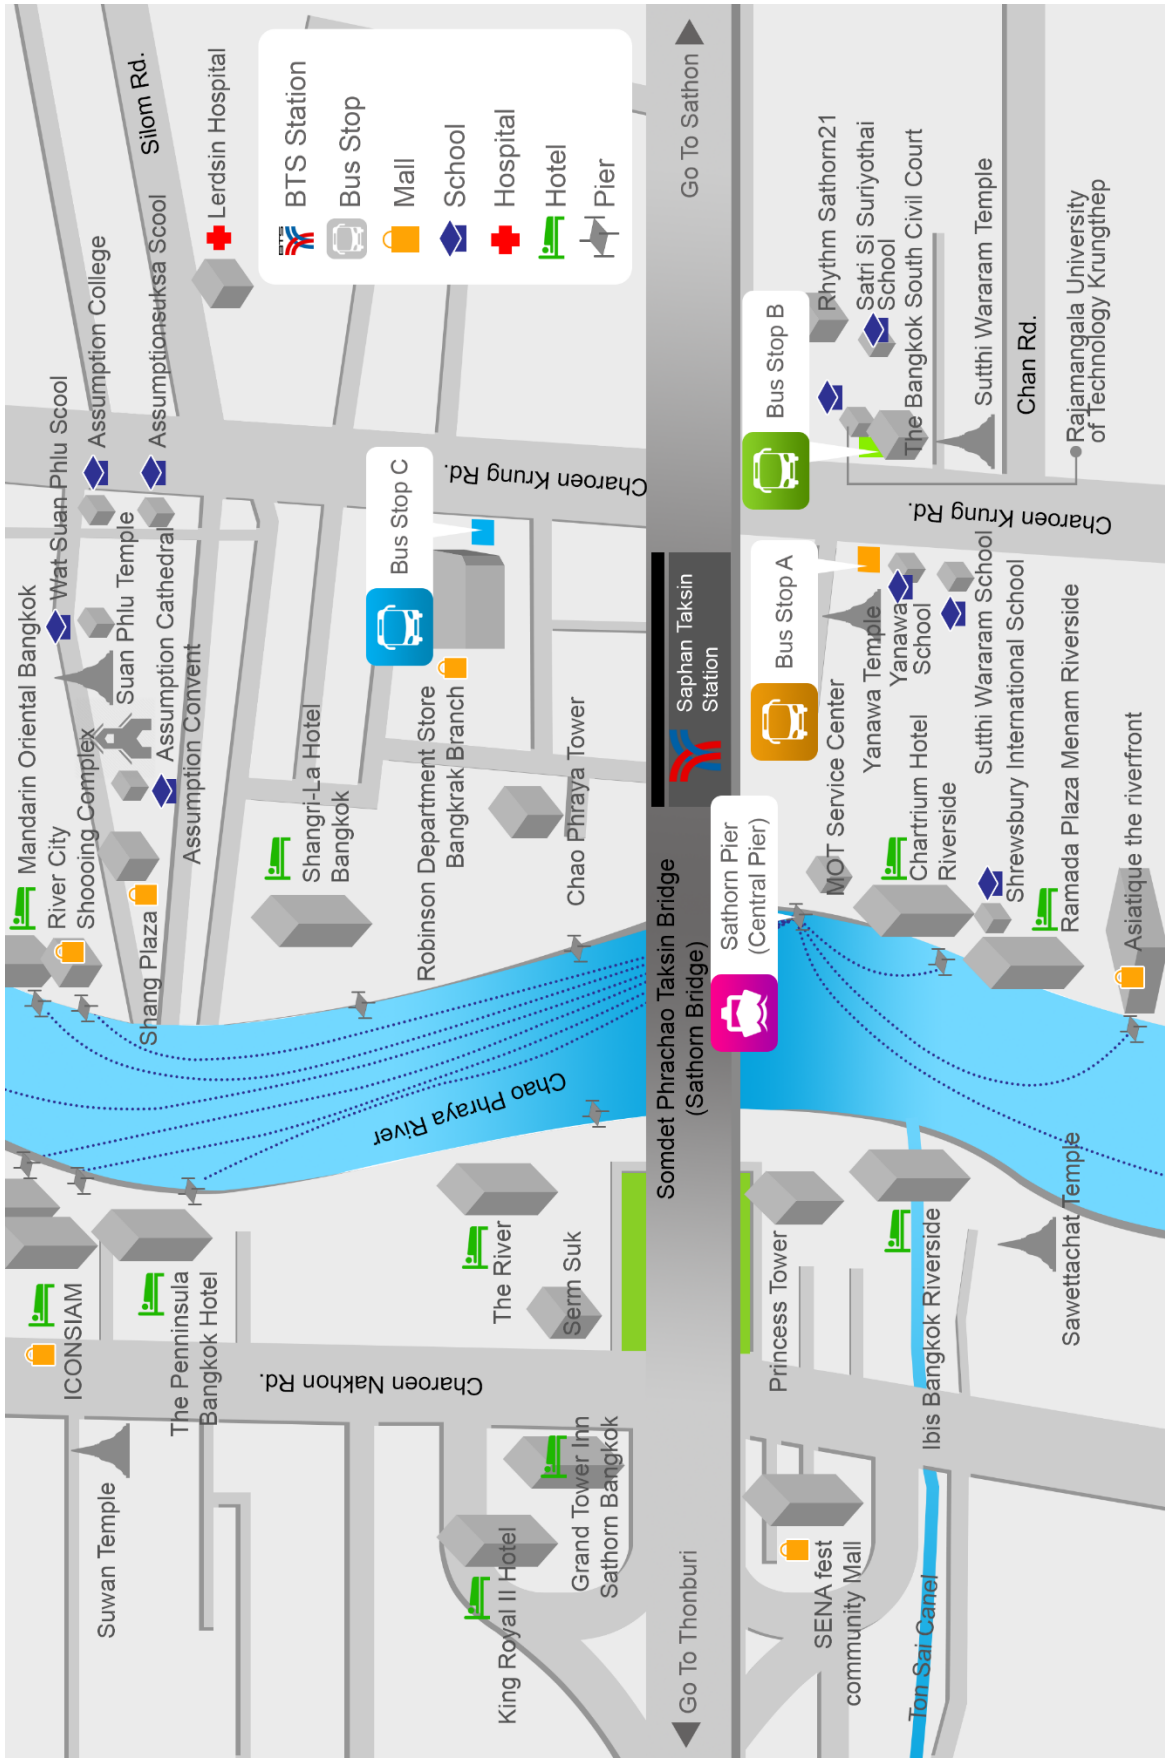 Silom Rd.
Lerdsin Hospital
BTS
BTS Station
Bus Stop
Mall
School
Hospital
Hotel
Pier
Go To Sathon
Mandarin Oriental Bangkok
River City
Shoooing Complex
Wat Suan Phlu Scool
Assumption College
Assumptionsuksa Scool
Suan Phlu Temple
Assumption Cathedral
Assumption Convent
Shang Plaza
Shangri-La Hotel
Bangkok
Bus Stop C
Charoen Krung Rd.
Robinson Department Store
Bangkrak Branch
Chao Phraya Tower
Saphan Taksin
Station
Somdet Phrachao Taksin Bridge
(Sathorn Bridge)
Sathorn Pier
(Central Pier)
Bus Stop A
Bus Stop B
Rhythm Sathorn21
Satri Si Suriyothai
School
The Bangkok South Civil Court
Sutthi Wararam Temple
Chan Rd.
Rajamangala University
of Technology Krungthep
Charoen Krung Rd.
MOT Service Center
Yanawa Temple
Yanawa
School
Chartrium Hotel
Riverside
Sutthi Wararam School
Shrewsbury International School
Ramada Plaza Menam Riverside
Asiatique the riverfront
Chao Phraya River
ICONSIAM
The Penninsula
Bangkok Hotel
The River
Serm Suk
Princess Tower
Ibis Bangkok Riverside
Sawettachat Temple
Charoen Nakhon Rd.
Suwan Temple
King Royal II Hotel
Grand Tower Inn
Sathorn Bangkok
Go To Thonburi
SENA fest
community Mall
Ton Sai Canel